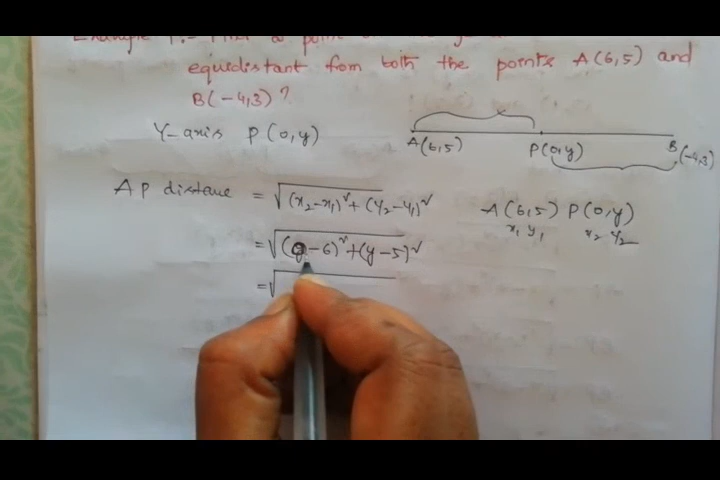 equidistant from both the points A(6,5) and
B(-4,3)?
Y-axis P(0,y)
A(6,5) P(0,y) B(-4,3)
AP distance = √(x₂-x₁)²+(y₂-y₁)²
A(6,5) P(0,y)
x₁ y₁ x₂ y₂
= √( -6)²+(y-5)²
= √